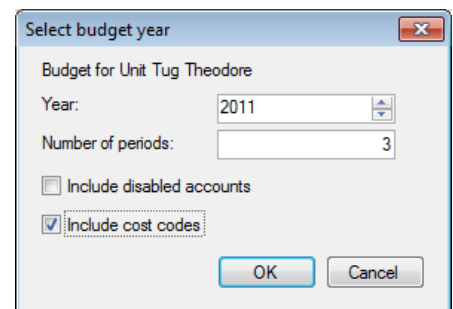 Select budget year
Budget for Unit Tug Theodore
Year: 2011
Number of periods: 3
Include disabled accounts
Include cost codes
OK Cancel